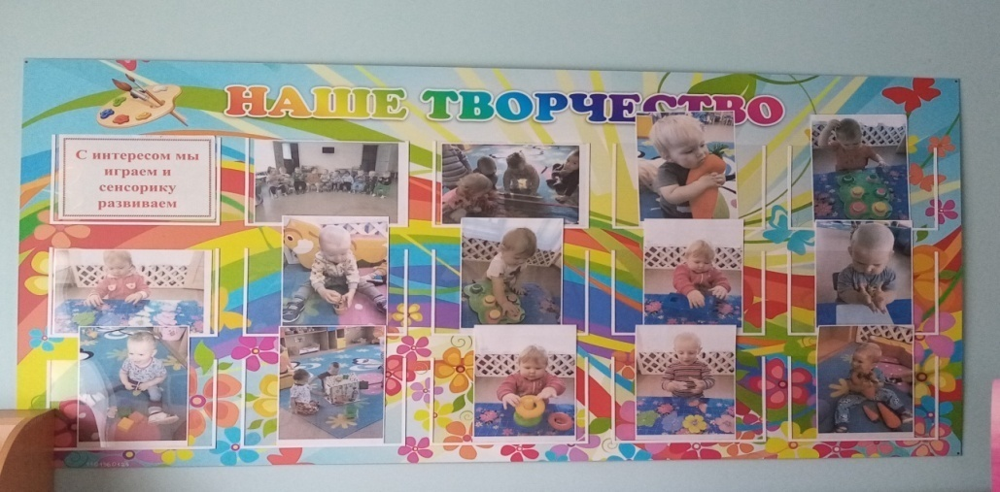 НАШЕ ТВОРЧЕСТВО
С интересом мы
играем и
сенсорику
развиваем